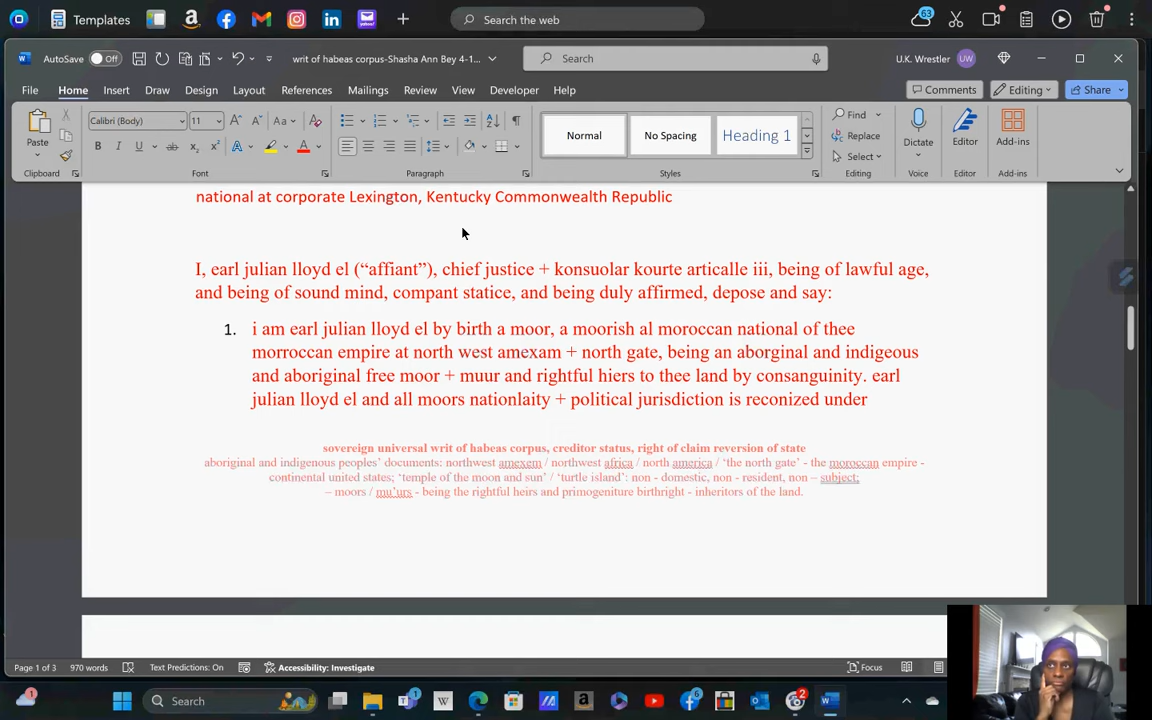 Templates
Search the web
63
AutoSave Off
writ of habeas corpus-Shasha Ann Bey 4-1...
Search
U.K. Wrestler UW
File Home Insert Draw Design Layout References Mailings Review View Developer Help
Comments Editing Share
Paste
Calibri (Body) 11
Normal
No Spacing
Heading 1
Find
Replace
Select
Dictate
Editor
Add-ins
Clipboard Font Paragraph Styles Editing Voice Editor Add-ins
national at corporate Lexington, Kentucky Commonwealth Republic
I, earl julian lloyd el (“affiant”), chief justice + konsuolar kourte articalle iii, being of lawful age,
and being of sound mind, compant statice, and being duly affirmed, depose and say:
1. i am earl julian lloyd el by birth a moor, a moorish al moroccan national of thee
morroccan empire at north west amexam + north gate, being an aborginal and indigeous
and aboriginal free moor + muur and rightful hiers to thee land by consanguinity. earl
julian lloyd el and all moors nationlaity + political jurisdiction is reconized under
sovereign universal writ of habeas corpus, creditor status, right of claim reversion of state
aboriginal and indigenous peoples’ documents: northwest amexem / northwest africa / north america / ‘the north gate’ - the moroccan empire -
continental united states; ‘temple of the moon and sun’ / ‘turtle island’: non - domestic, non - resident, non – subject;
– moors / mu’urs - being the rightful heirs and primogeniture birthright - inheritors of the land.
Page 1 of 3 970 words Text Predictions: On Accessibility: Investigate Focus
Search